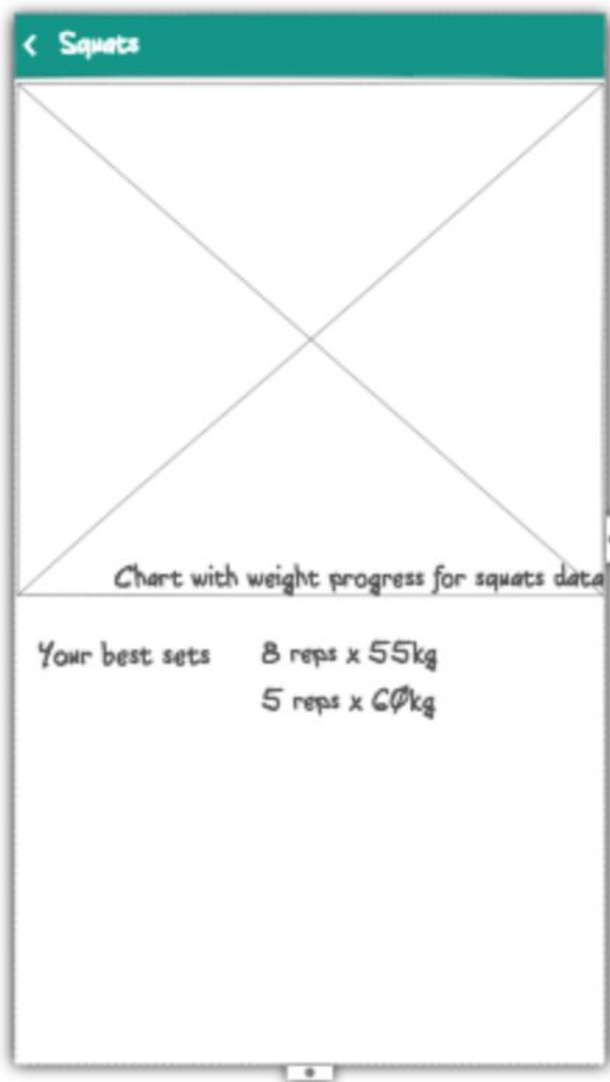 Squats
Chart with weight progress for squats data
Your best sets
8 reps x 55kg
5 reps x 60kg